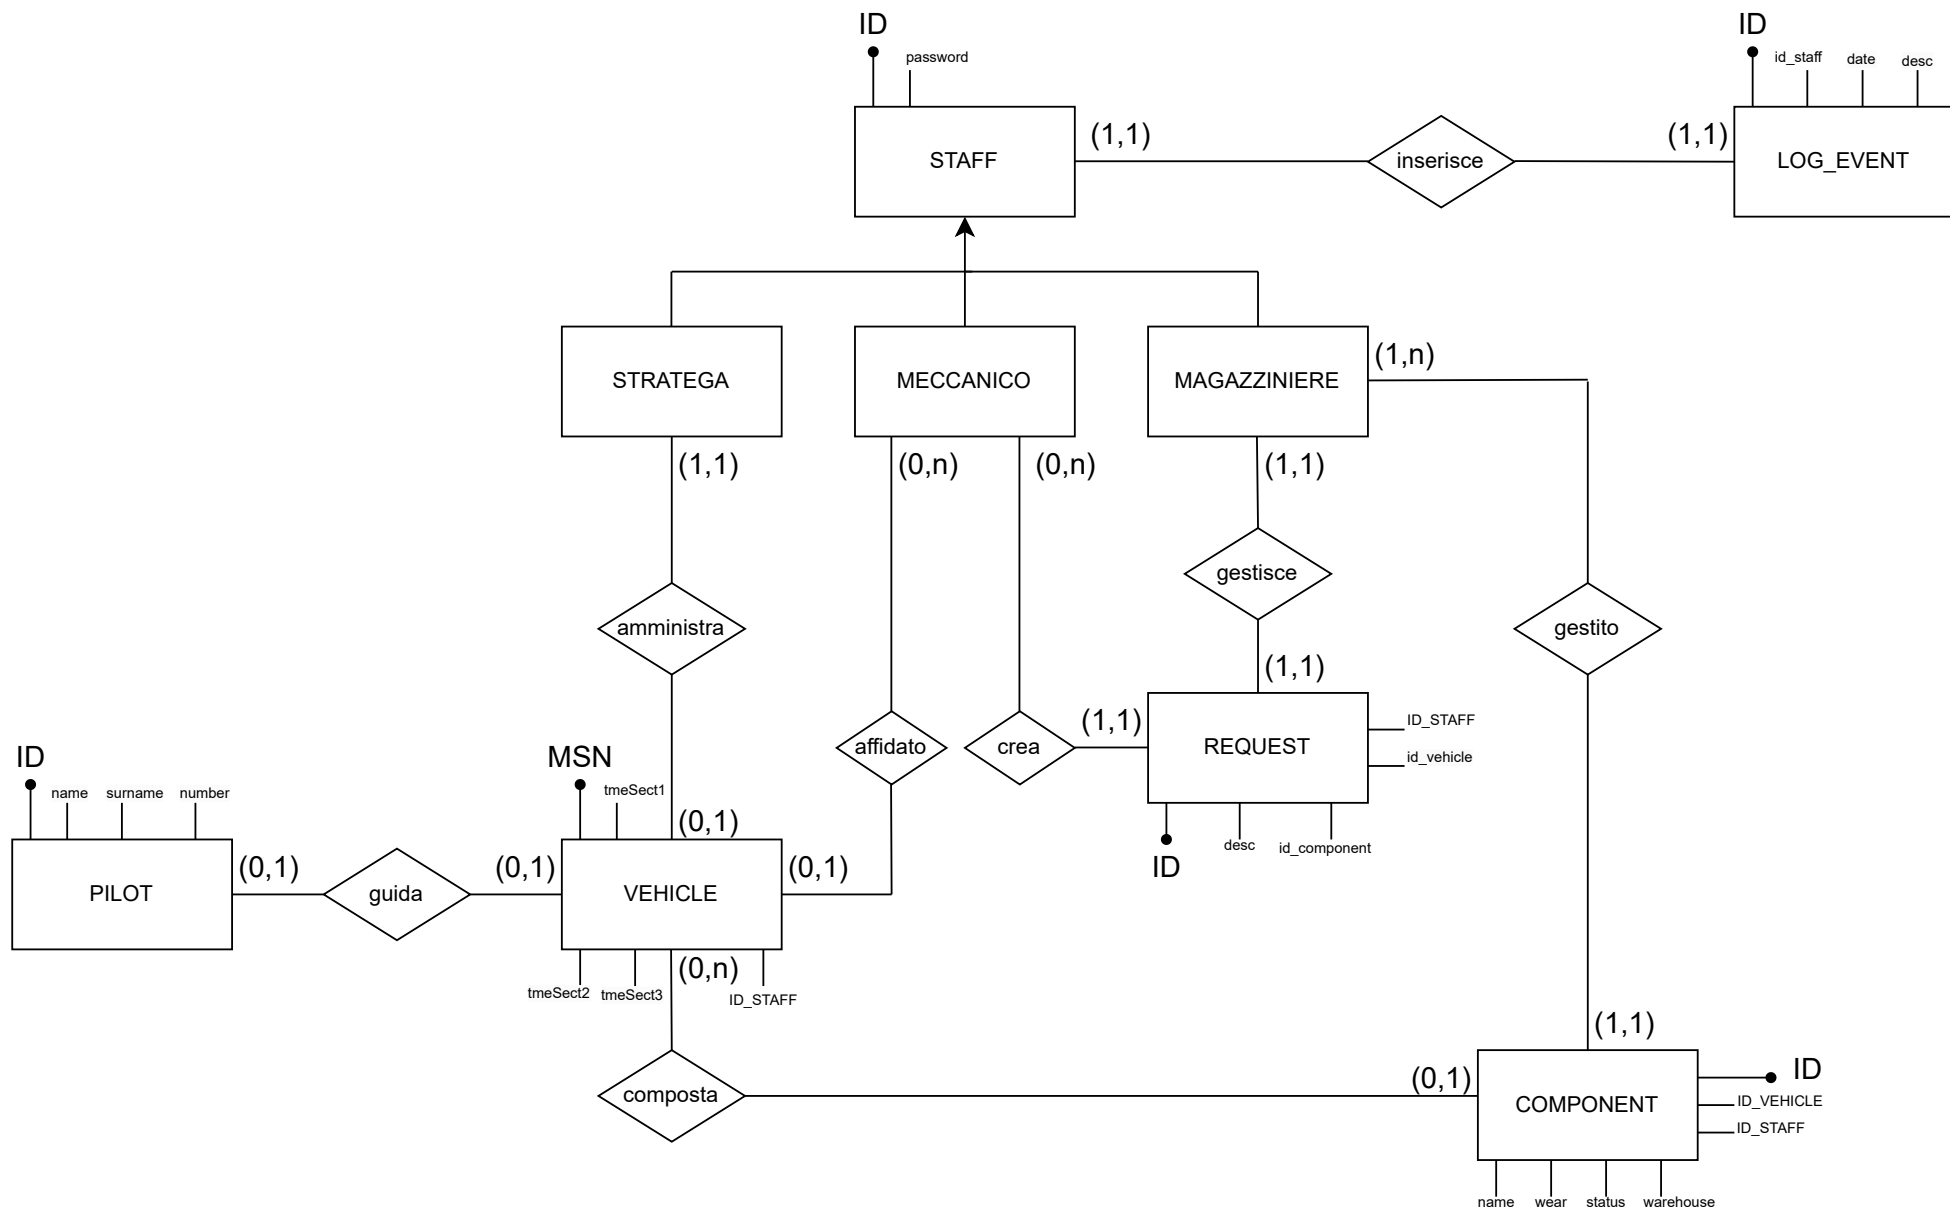 ID
ID
password
id_staff
date
desc
(1,1)
(1,1)
STAFF
inserisce
LOG_EVENT
(1,n)
STRATEGA
MECCANICO
MAGAZZINIERE
(1,1)
(0,n)
(0,n)
(1,1)
gestisce
amministra
gestito
(1,1)
(1,1)
ID_STAFF
affidato
crea
REQUEST
id_vehicle
ID
MSN
name
surname
number
tmeSect1
(0,1)
desc
id_component
ID
(0,1)
(0,1)
(0,1)
PILOT
guida
VEHICLE
(0,n)
tmeSect2
tmeSect3
ID_STAFF
(1,1)
ID
(0,1)
composta
COMPONENT
ID_VEHICLE
ID_STAFF
name
wear
status
warehouse